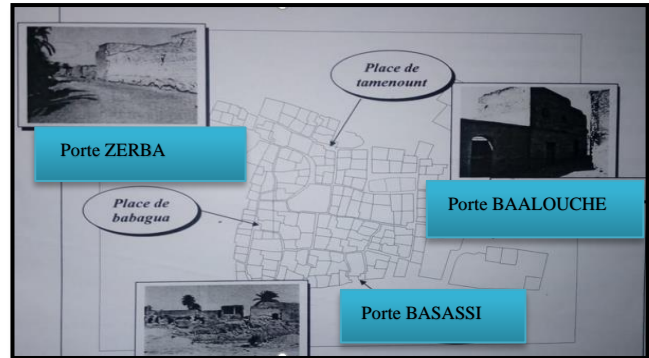 Place de
tamenount
Porte ZERBA
Place de
babagua
Porte BAALOUCHE
Porte BASASSI